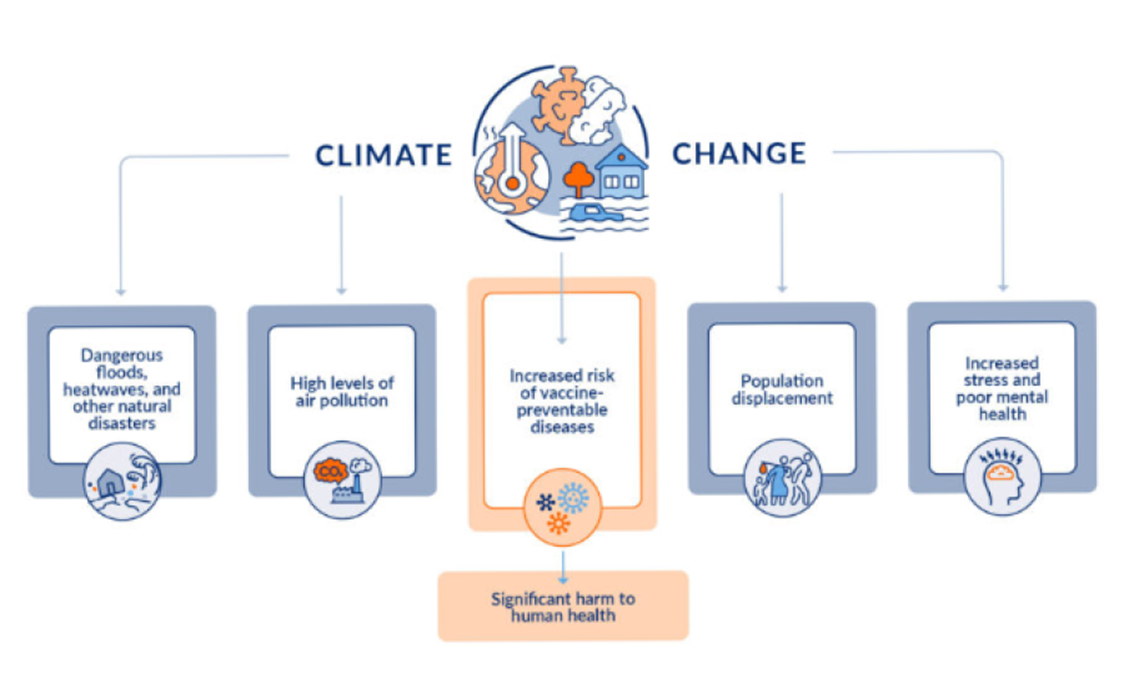 CLIMATE CHANGE
Dangerous
floods,
heatwaves, and
other natural
disasters
High levels of
air pollution
CO₂
Increased risk
of vaccine-
preventable
diseases
Population
displacement
Increased
stress and
poor mental
health
Significant harm to
human health